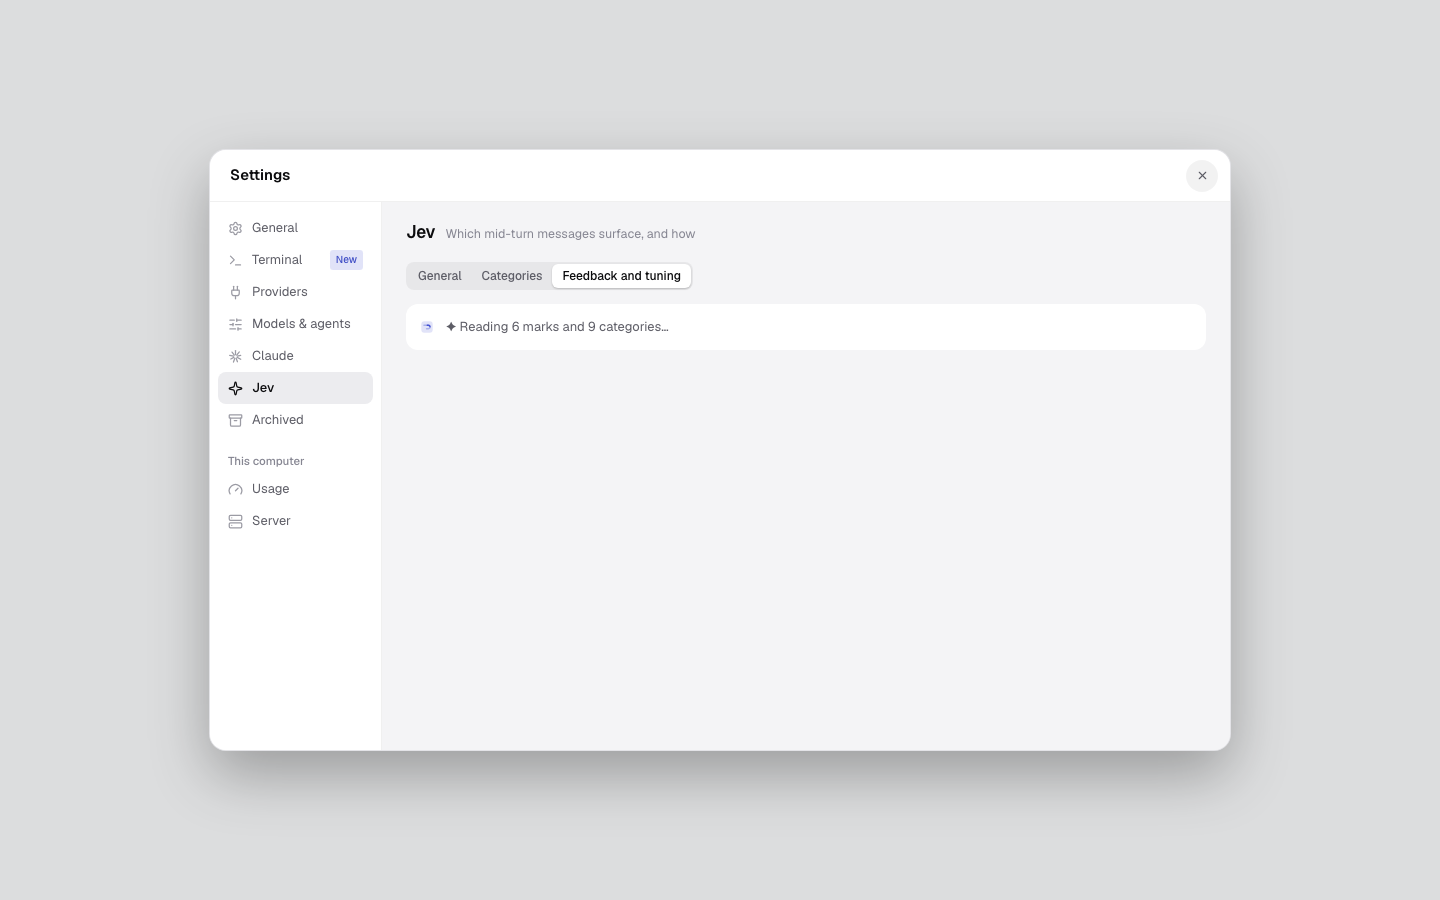 Settings
General
Terminal New
Providers
Models & agents
Claude
Jev
Archived
This computer
Usage
Server
Jev Which mid-turn messages surface, and how
General Categories Feedback and tuning
✦ Reading 6 marks and 9 categories…